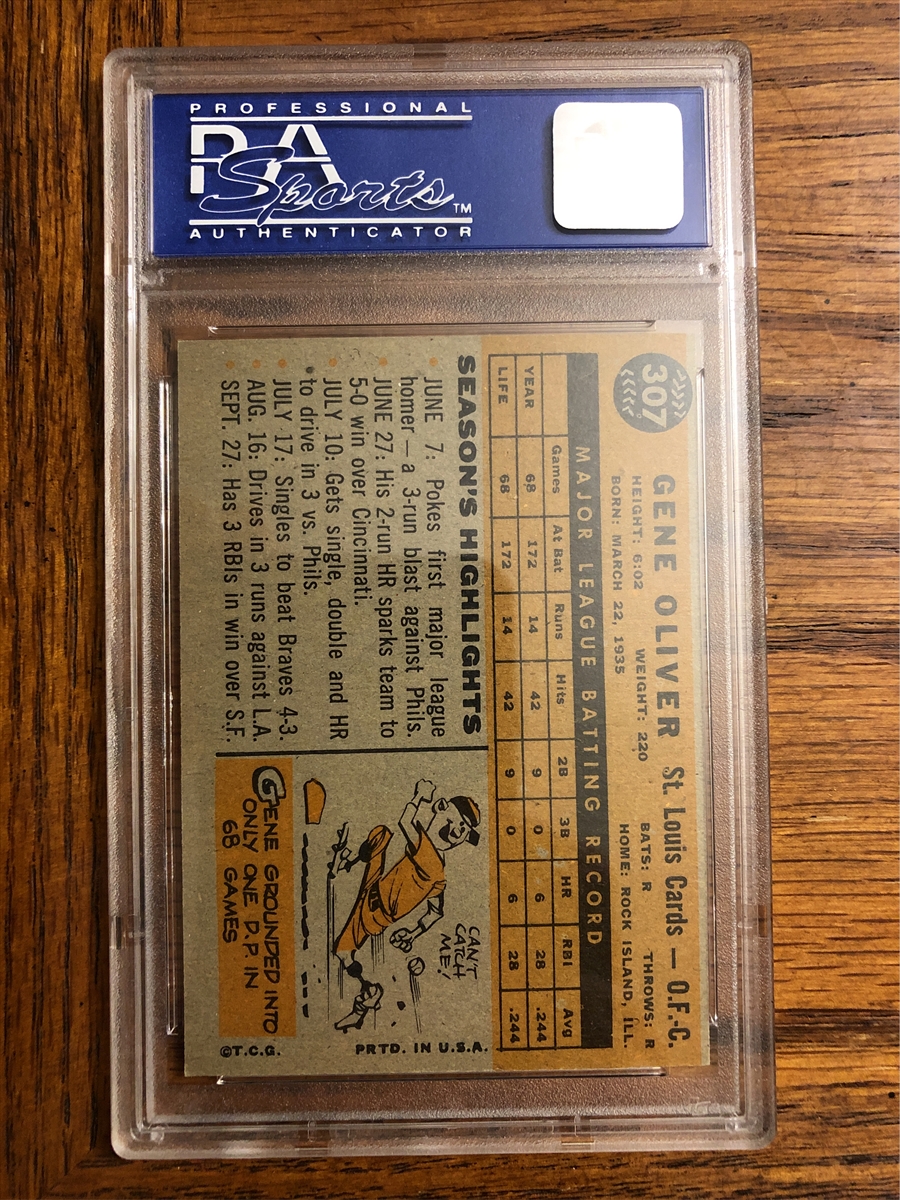 PROFESSIONAL
PSA
Sports™
AUTHENTICATOR
307
GENE OLIVER St. Louis Cards — O.F.-C.
HEIGHT: 6:02 WEIGHT: 220 BATS: R THROWS: R
BORN: MARCH 22, 1935 HOME: ROCK ISLAND, ILL.
MAJOR LEAGUE BATTING RECORD
YEAR Games At Bat Runs Hits 2B 3B HR RBI Avg
68 172 14 42 9 0 6 28 .244
LIFE 68 172 14 42 9 0 6 28 .244
SEASON'S HIGHLIGHTS
• JUNE 7: Pokes first major league
homer — a 3-run blast against Phils.
• JUNE 27: His 2-run HR sparks team to
5-0 win over Cincinnati.
• JULY 10: Gets single, double and HR
to drive in 3 vs. Phils.
• JULY 17: Singles to beat Braves 4-3.
• AUG. 16: Drives in 3 runs against L.A.
• SEPT. 27: Has 3 RBIs in win over S.F.
CAN'T
CATCH
ME!
GENE GROUNDED INTO
ONLY ONE D.P. IN
68 GAMES
©T.C.G. PRTD. IN U.S.A.